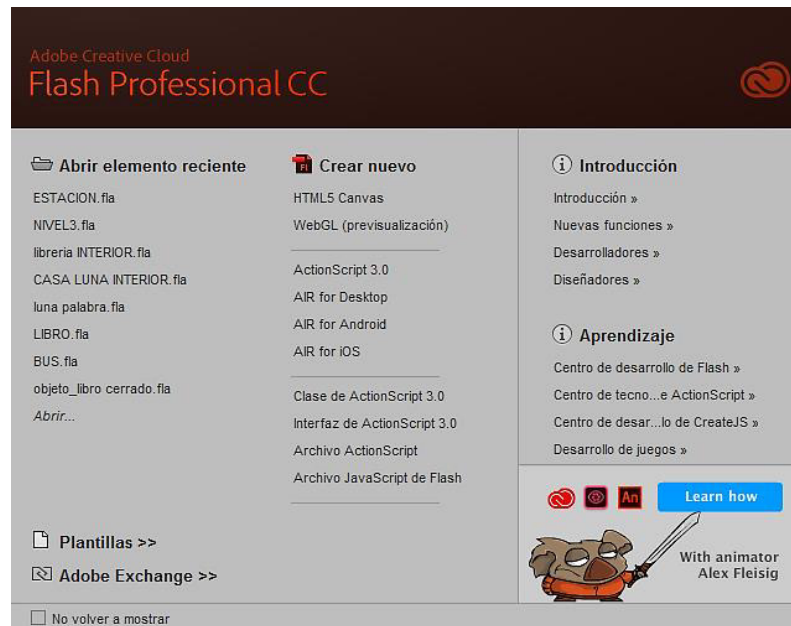 Adobe Creative Cloud
Flash Professional CC
Abrir elemento reciente
ESTACION.fla
NIVEL3.fla
libreria INTERIOR.fla
CASA LUNA INTERIOR.fla
luna palabra.fla
LIBRO.fla
BUS.fla
objeto_libro cerrado.fla
Abrir...
Plantillas >>
Adobe Exchange >>
Fl
Crear nuevo
HTML5 Canvas
WebGL (previsualización)
ActionScript 3.0
AIR for Desktop
AIR for Android
AIR for iOS
Clase de ActionScript 3.0
Interfaz de ActionScript 3.0
Archivo ActionScript
Archivo JavaScript de Flash
Introducción
Introducción »
Nuevas funciones »
Desarrolladores »
Diseñadores »
Aprendizaje
Centro de desarrollo de Flash »
Centro de tecno...e ActionScript »
Centro de desar...lo de CreateJS »
Desarrollo de juegos »
An
Learn how
With animator
Alex Fleisig
No volver a mostrar